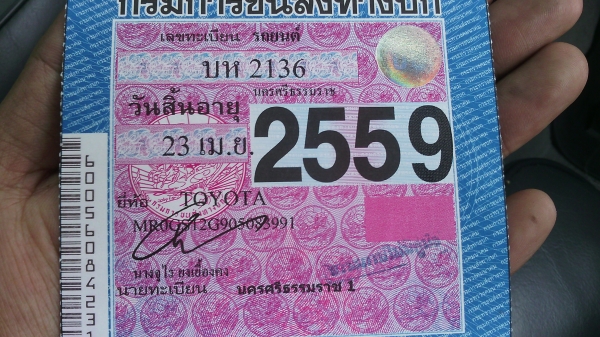 กรมการขนส่งทางบก
เลขทะเบียน รถยนต์
บห 2136
นครศรีธรรมราช
วันสิ้นอายุ
23 เม.ย. 2559
ยี่ห้อ TOYOTA
นายทะเบียน นครศรีธรรมราช 1